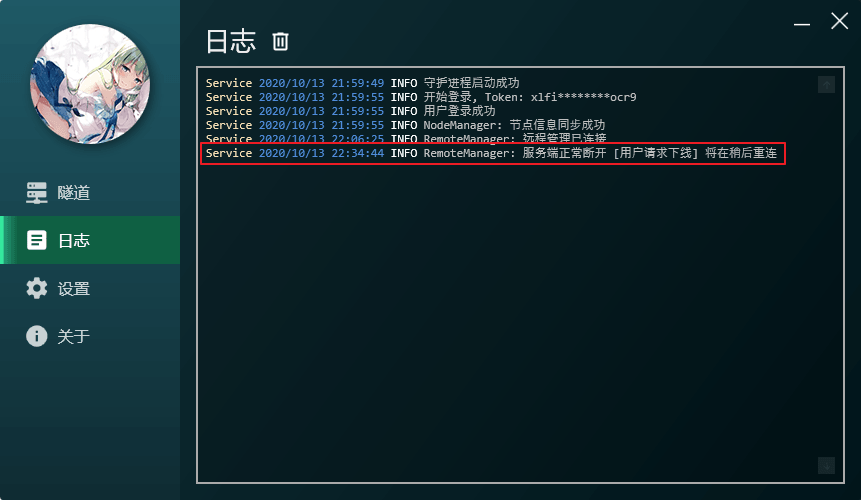 日志
Service 2020/10/13 21:59:49 INFO 守护进程启动成功
Service 2020/10/13 21:59:55 INFO 开始登录, Token: xlfi********ocr9
Service 2020/10/13 21:59:55 INFO 用户登录成功
Service 2020/10/13 21:59:55 INFO NodeManager: 节点信息同步成功
Service 2020/10/13 22:06:25 INFO RemoteManager: 远程管理已连接
Service 2020/10/13 22:34:44 INFO RemoteManager: 服务端正常断开 [用户请求下线] 将在稍后重连
隧道
日志
设置
关于